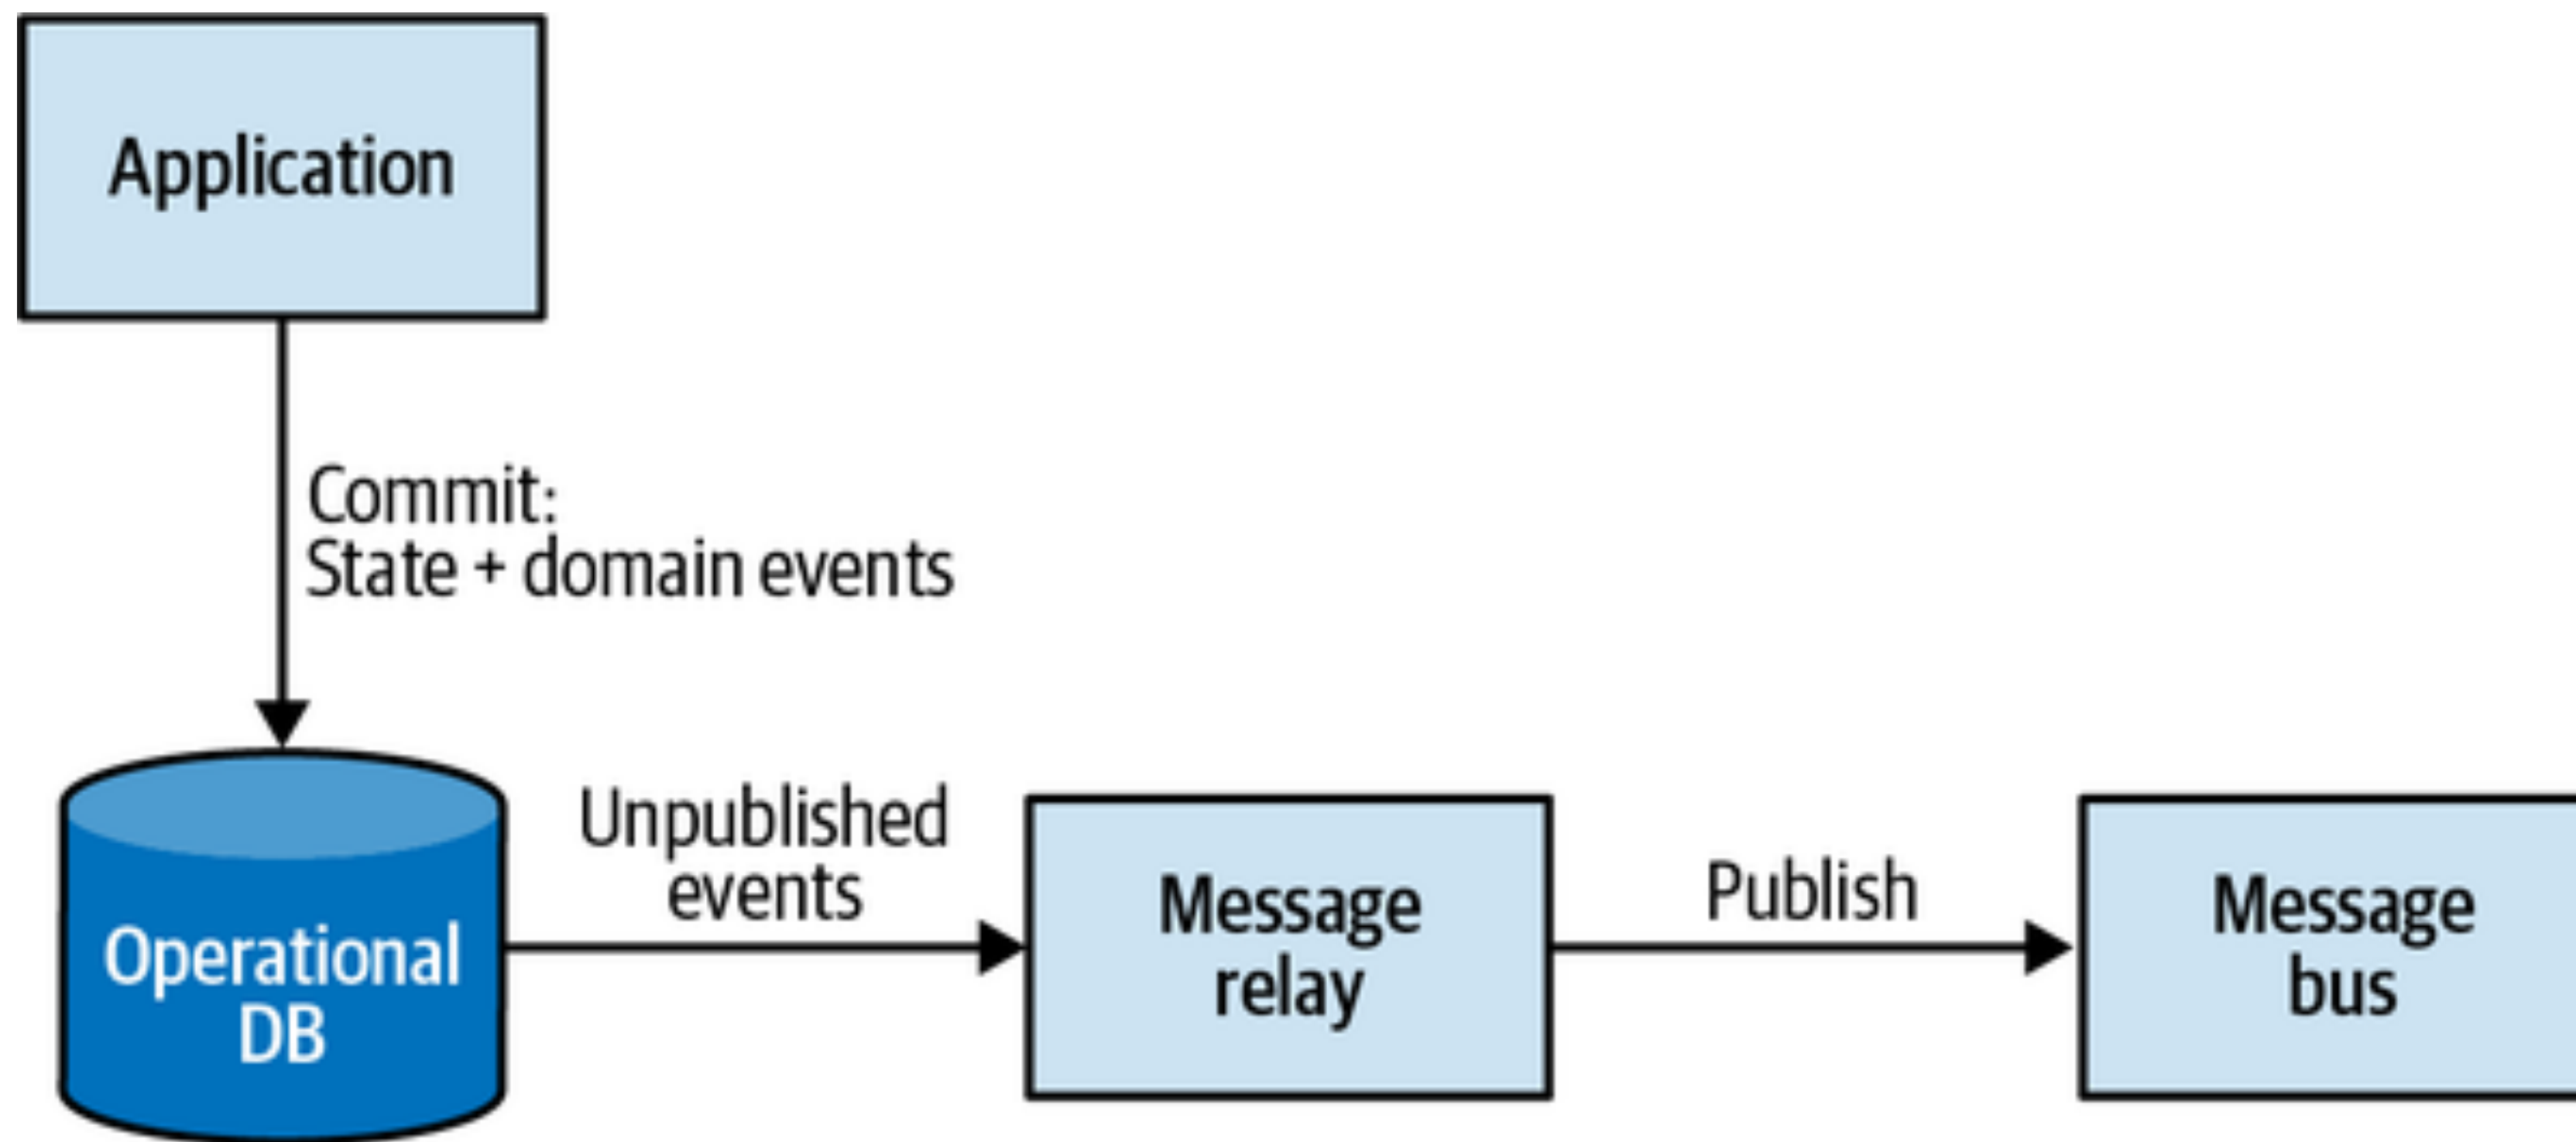 Application
Commit:
State + domain events
Unpublished
events
Operational
DB
Message
relay
Publish
Message
bus